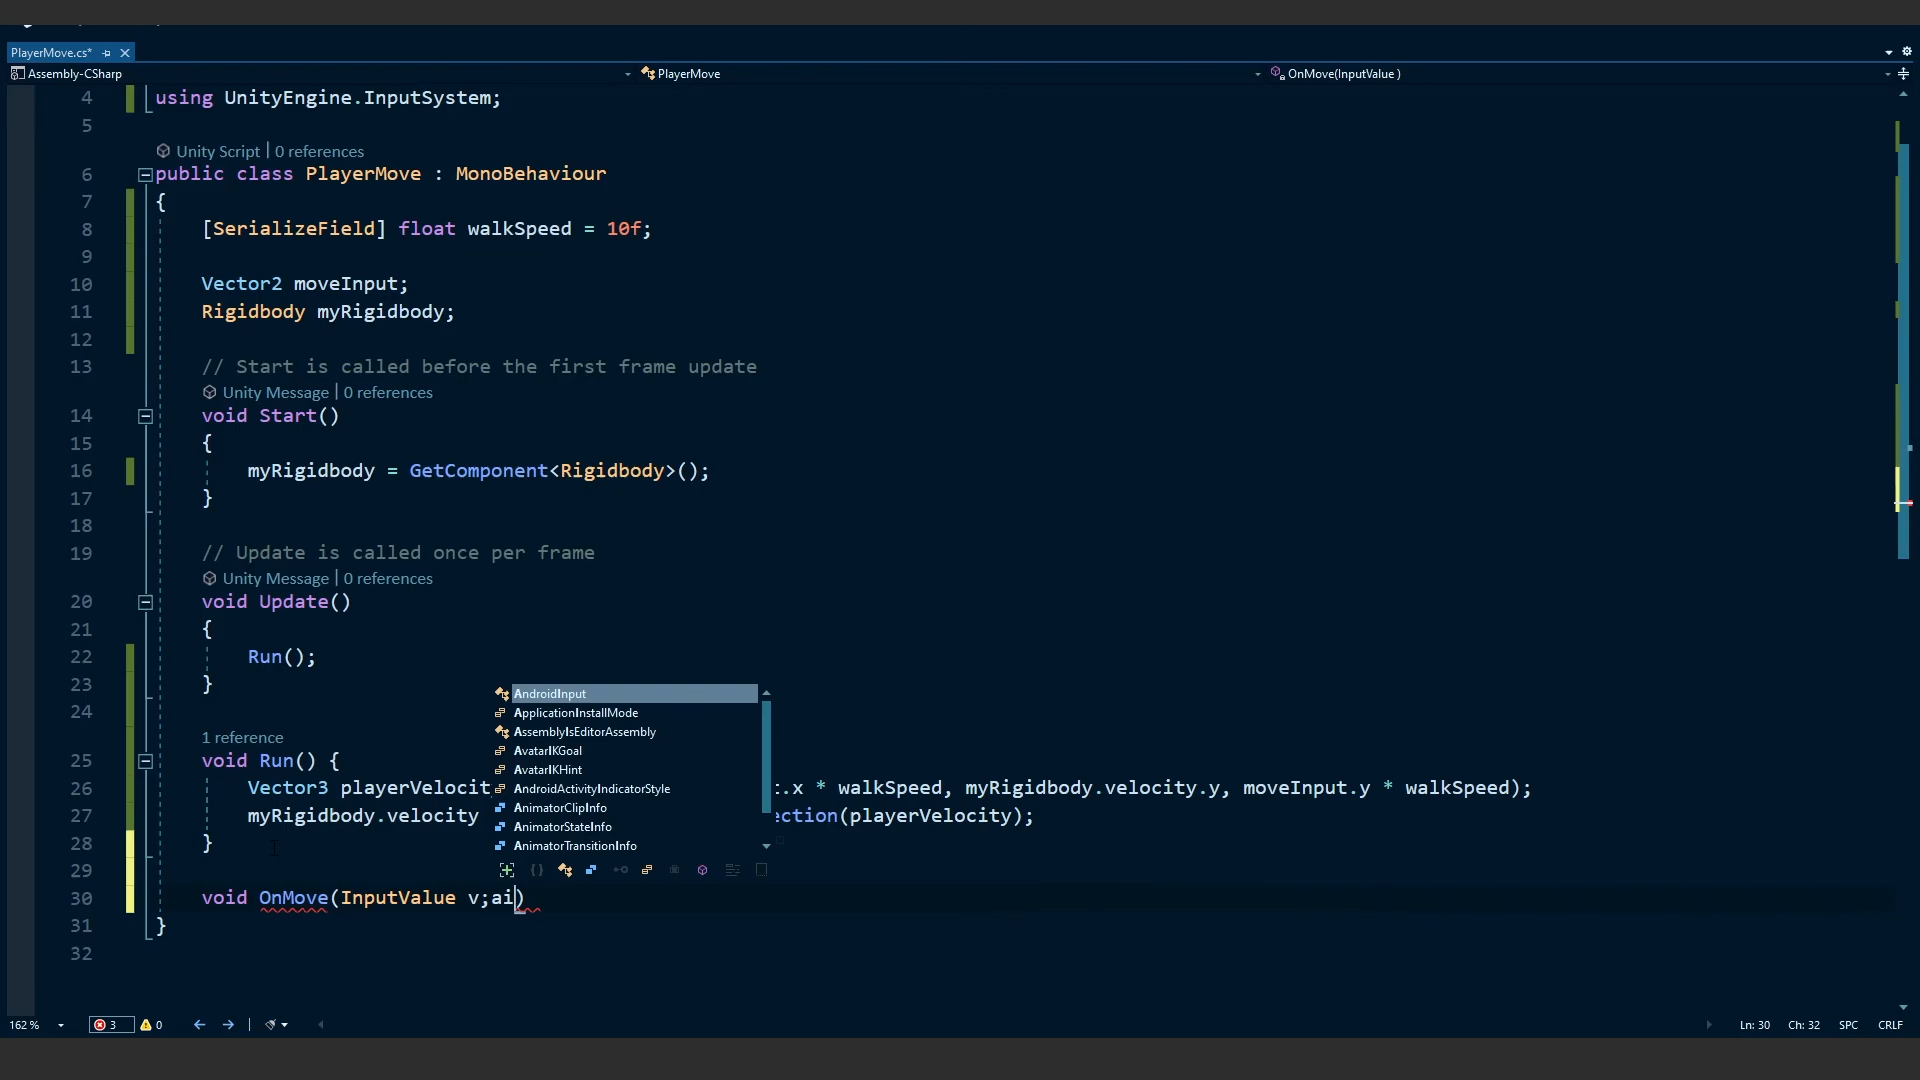 PlayerMove.cs*
Assembly-CSharp PlayerMove OnMove(InputValue )
4 using UnityEngine.InputSystem;
5
Unity Script | 0 references
6 public class PlayerMove : MonoBehaviour
7 {
8 [SerializeField] float walkSpeed = 10f;
9
10 Vector2 moveInput;
11 Rigidbody myRigidbody;
12
13 // Start is called before the first frame update
Unity Message | 0 references
14 void Start()
15 {
16 myRigidbody = GetComponent<Rigidbody>();
17 }
18
19 // Update is called once per frame
Unity Message | 0 references
20 void Update()
21 {
22 Run();
23 }
24
1 reference
25 void Run() {
26 Vector3 playerVelocit .x * walkSpeed, myRigidbody.velocity.y, moveInput.y * walkSpeed);
27 myRigidbody.velocity ection(playerVelocity);
28 }
29
30 void OnMove(InputValue v;ai)
31 }
32
AndroidInput
ApplicationInstallMode
AssemblyIsEditorAssembly
AvatarIKGoal
AvatarIKHint
AndroidActivityIndicatorStyle
AnimatorClipInfo
AnimatorStateInfo
AnimatorTransitionInfo
162 % 3 0 Ln: 30 Ch: 32 SPC CRLF